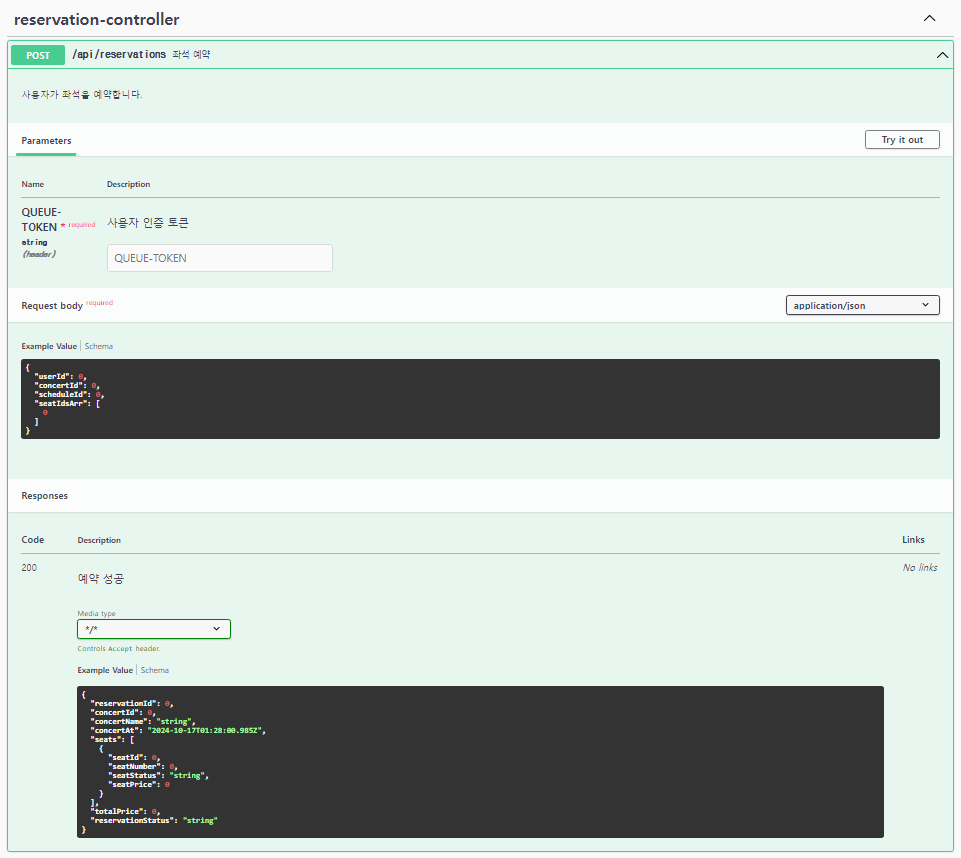 reservation-controller
POST /api/reservations 좌석 예약
사용자가 좌석을 예약합니다.
Parameters
Try it out
Name Description
QUEUE-
TOKEN * required
string
(header)
사용자 인증 토큰
QUEUE-TOKEN
Request body required
application/json
Example Value Schema
{
  "userId": 0,
  "concertId": 0,
  "scheduleId": 0,
  "seatIdsArr": [
    0
  ]
}
Responses
Code Description Links
200 예약 성공 No links
Media type
*/*
Controls Accept header.
Example Value Schema
{
  "reservationId": 0,
  "concertId": 0,
  "concertName": "string",
  "concertAt": "2024-10-17T01:28:00.985Z",
  "seats": [
    {
      "seatId": 0,
      "seatNumber": 0,
      "seatStatus": "string",
      "seatPrice": 0
    }
  ],
  "totalPrice": 0,
  "reservationStatus": "string"
}